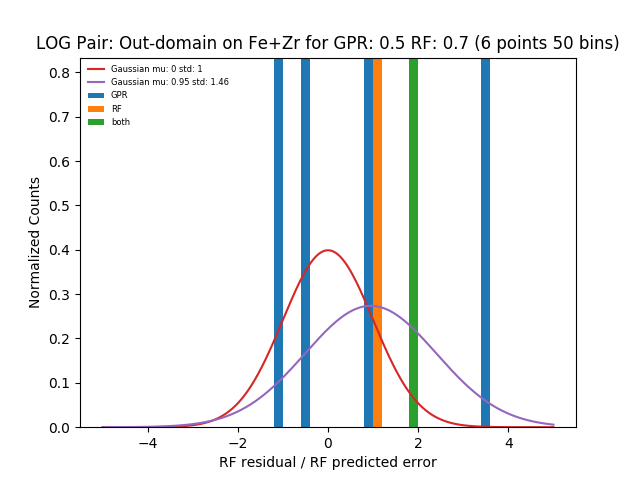 LOG Pair: Out-domain on Fe+Zr for GPR: 0.5 RF: 0.7 (6 points 50 bins)
Gaussian mu: 0 std: 1
Gaussian mu: 0.95 std: 1.46
GPR
RF
both
Normalized Counts
0.8
0.7
0.6
0.5
0.4
0.3
0.2
0.1
0.0
−4 −2 0 2 4
RF residual / RF predicted error